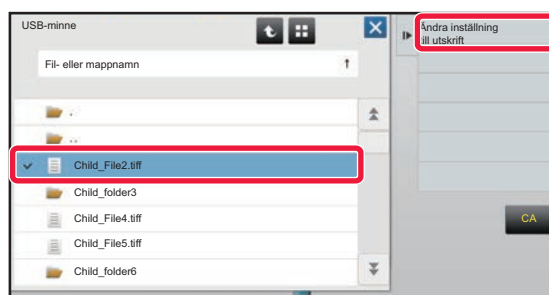 USB-minne
Fil- eller mappnamn
.
..
Child_File2.tiff
Child_folder3
Child_File4.tiff
Child_File5.tiff
Child_folder6
Ändra inställning
till utskrift
CA